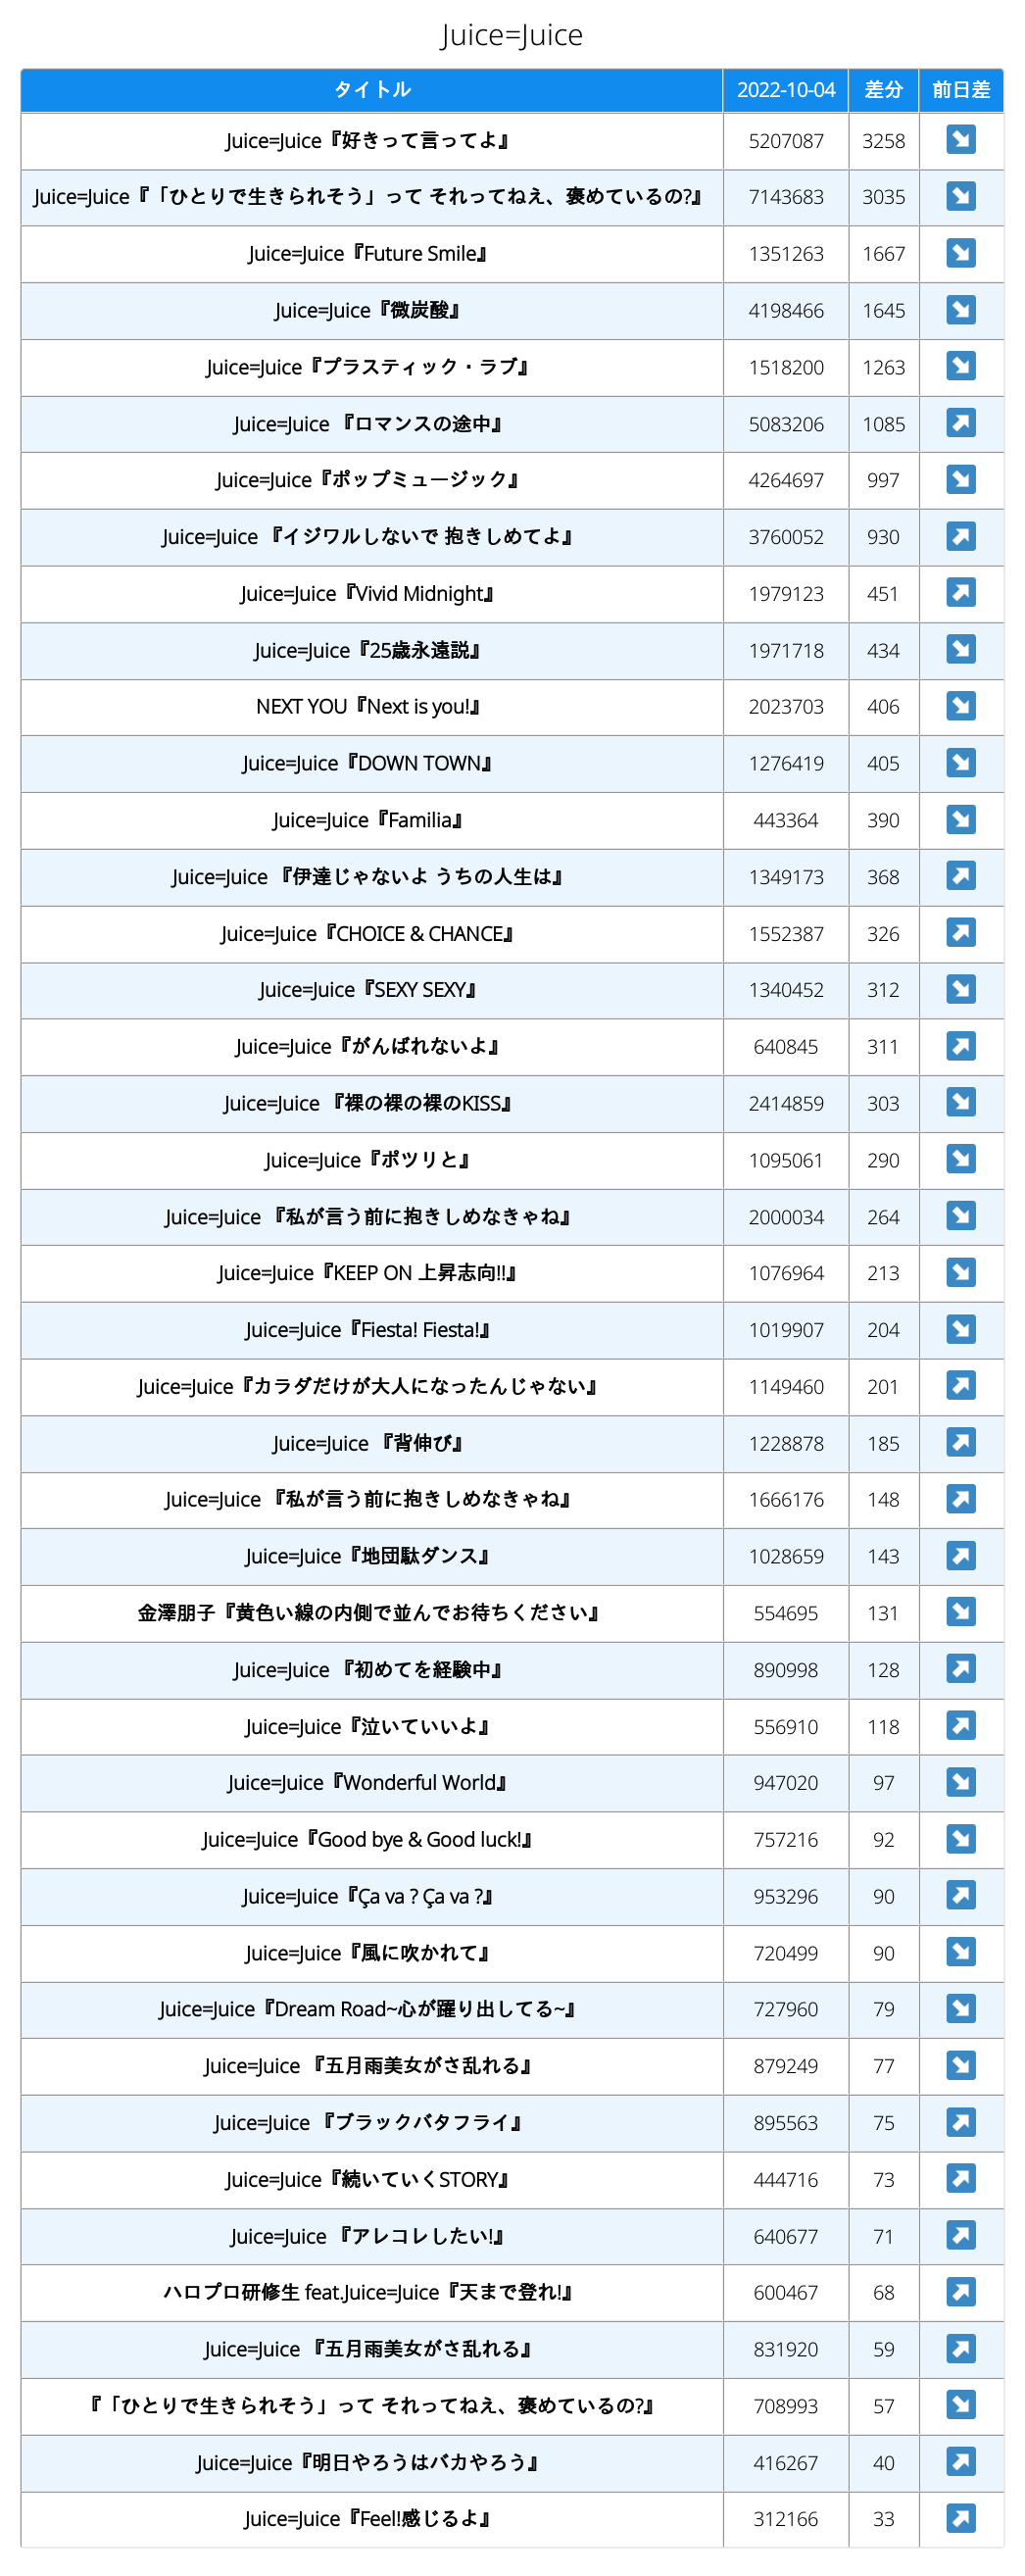 Juice=Juice
タイトル 2022-10-04 差分 前日差
Juice=Juice『好きって言ってよ』 5207087 3258 ↘
Juice=Juice『「ひとりで生きられそう」って それってねえ、褒めているの?』 7143683 3035 ↘
Juice=Juice『Future Smile』 1351263 1667 ↘
Juice=Juice『微炭酸』 4198466 1645 ↘
Juice=Juice『プラスティック・ラブ』 1518200 1263 ↘
Juice=Juice 『ロマンスの途中』 5083206 1085 ↗
Juice=Juice『ポップミュージック』 4264697 997 ↘
Juice=Juice 『イジワルしないで 抱きしめてよ』 3760052 930 ↗
Juice=Juice『Vivid Midnight』 1979123 451 ↗
Juice=Juice『25歳永遠説』 1971718 434 ↘
NEXT YOU『Next is you!』 2023703 406 ↘
Juice=Juice『DOWN TOWN』 1276419 405 ↘
Juice=Juice『Familia』 443364 390 ↘
Juice=Juice 『伊達じゃないよ うちの人生は』 1349173 368 ↗
Juice=Juice『CHOICE & CHANCE』 1552387 326 ↗
Juice=Juice『SEXY SEXY』 1340452 312 ↘
Juice=Juice『がんばれないよ』 640845 311 ↗
Juice=Juice 『裸の裸の裸のKISS』 2414859 303 ↘
Juice=Juice『ポツリと』 1095061 290 ↘
Juice=Juice 『私が言う前に抱きしめなきゃね』 2000034 264 ↘
Juice=Juice『KEEP ON 上昇志向!!』 1076964 213 ↘
Juice=Juice『Fiesta! Fiesta!』 1019907 204 ↘
Juice=Juice『カラダだけが大人になったんじゃない』 1149460 201 ↗
Juice=Juice 『背伸び』 1228878 185 ↗
Juice=Juice 『私が言う前に抱きしめなきゃね』 1666176 148 ↗
Juice=Juice『地団駄ダンス』 1028659 143 ↗
金澤朋子『黄色い線の内側で並んでお待ちください』 554695 131 ↘
Juice=Juice 『初めてを経験中』 890998 128 ↗
Juice=Juice『泣いていいよ』 556910 118 ↗
Juice=Juice『Wonderful World』 947020 97 ↘
Juice=Juice『Good bye & Good luck!』 757216 92 ↘
Juice=Juice『Ça va ? Ça va ?』 953296 90 ↗
Juice=Juice『風に吹かれて』 720499 90 ↘
Juice=Juice『Dream Road~心が躍り出してる~』 727960 79 ↘
Juice=Juice 『五月雨美女がさ乱れる』 879249 77 ↘
Juice=Juice 『ブラックバタフライ』 895563 75 ↗
Juice=Juice『続いていくSTORY』 444716 73 ↗
Juice=Juice 『アレコレしたい!』 640677 71 ↗
ハロプロ研修生 feat.Juice=Juice『天まで登れ!』 600467 68 ↗
Juice=Juice 『五月雨美女がさ乱れる』 831920 59 ↗
『「ひとりで生きられそう」って それってねえ、褒めているの?』 708993 57 ↘
Juice=Juice『明日やろうはバカやろう』 416267 40 ↗
Juice=Juice『Feel!感じるよ』 312166 33 ↗